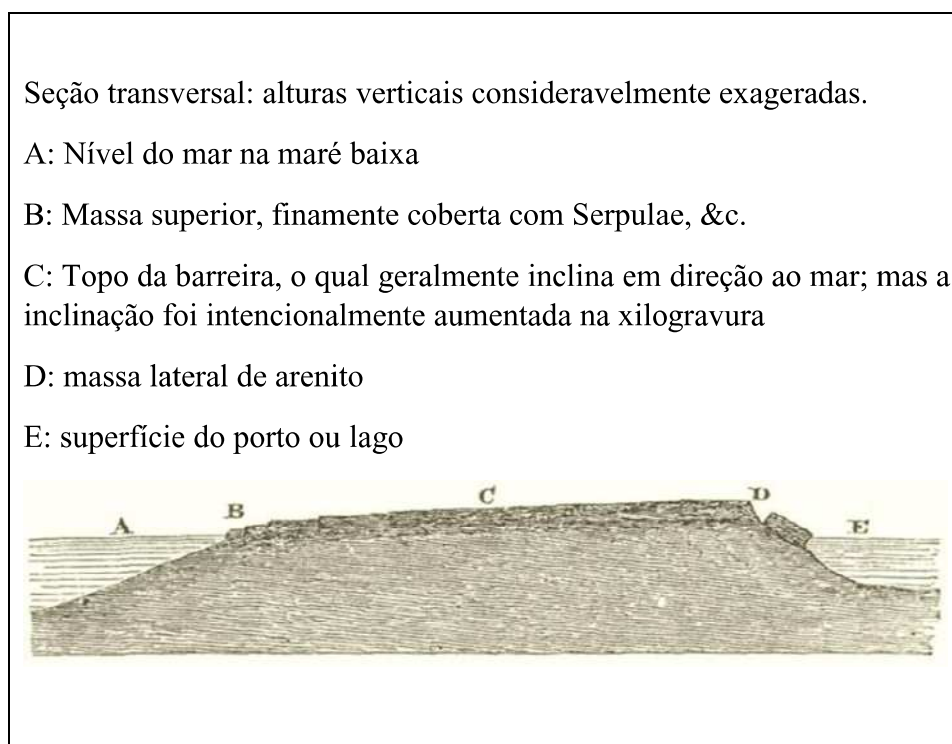 Seção transversal: alturas verticais consideravelmente exageradas.
A: Nível do mar na maré baixa
B: Massa superior, finamente coberta com Serpulae, &c.
C: Topo da barreira, o qual geralmente inclina em direção ao mar; mas a
inclinação foi intencionalmente aumentada na xilogravura
D: massa lateral de arenito
E: superfície do porto ou lago
A B C D E